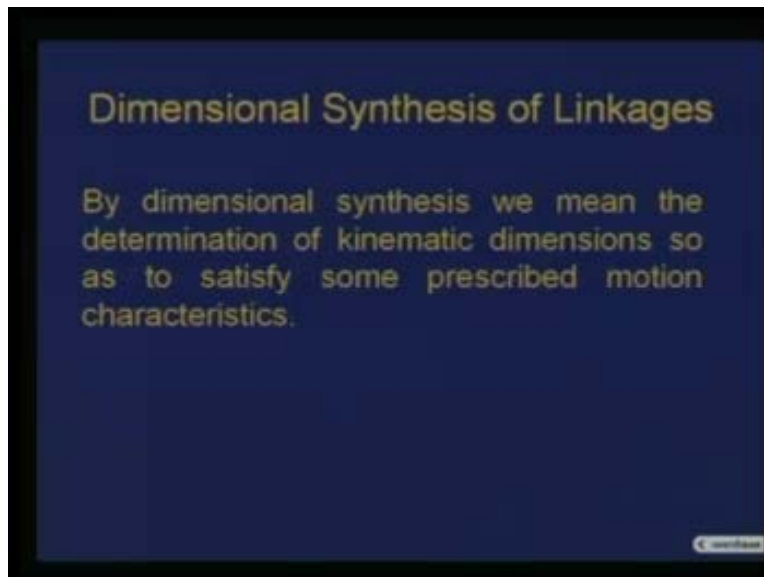 Dimensional Synthesis of Linkages
By dimensional synthesis we mean the
determination of kinematic dimensions so
as to satisfy some prescribed motion
characteristics.